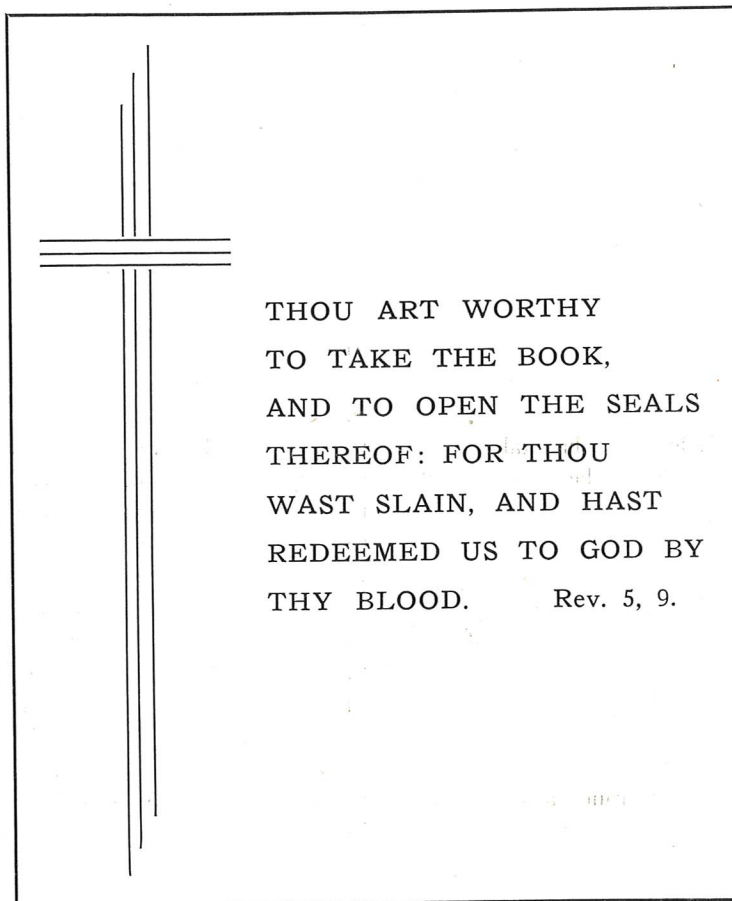 THOU ART WORTHY
TO TAKE THE BOOK,
AND TO OPEN THE SEALS
THEREOF: FOR THOU
WAST SLAIN, AND HAST
REDEEMED US TO GOD BY
THY BLOOD. Rev. 5, 9.